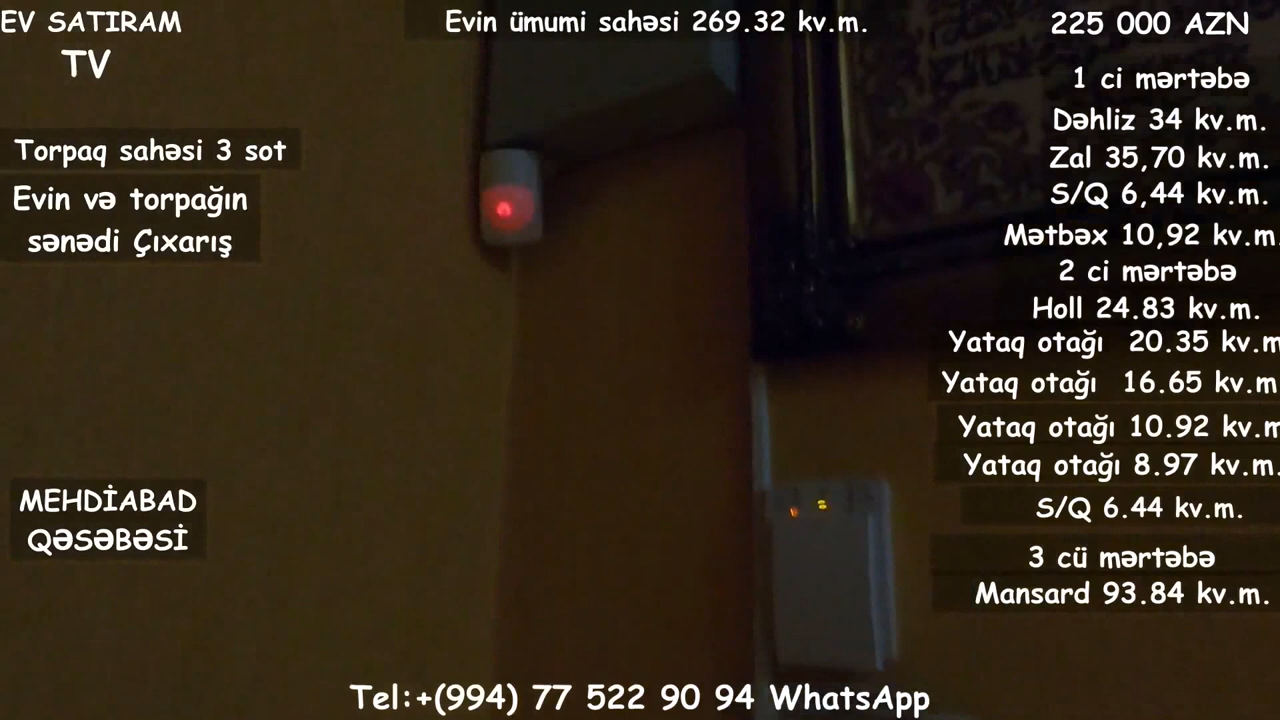 EV SATIRAM
TV
Evin ümumi sahəsi 269.32 kv.m.
225 000 AZN
Torpaq sahəsi 3 sot
Evin və torpağın
sənədi Çıxarış
MEHDİABAD
QƏSƏBƏSİ
1 ci mərtəbə
Dəhliz 34 kv.m.
Zal 35,70 kv.m.
S/Q 6,44 kv.m.
Mətbəx 10,92 kv.m.
2 ci mərtəbə
Holl 24.83 kv.m.
Yataq otağı 20.35 kv.m
Yataq otağı 16.65 kv.m
Yataq otağı 10.92 kv.m
Yataq otağı 8.97 kv.m.
S/Q 6.44 kv.m.
3 cü mərtəbə
Mansard 93.84 kv.m.
Tel:+(994) 77 522 90 94 WhatsApp